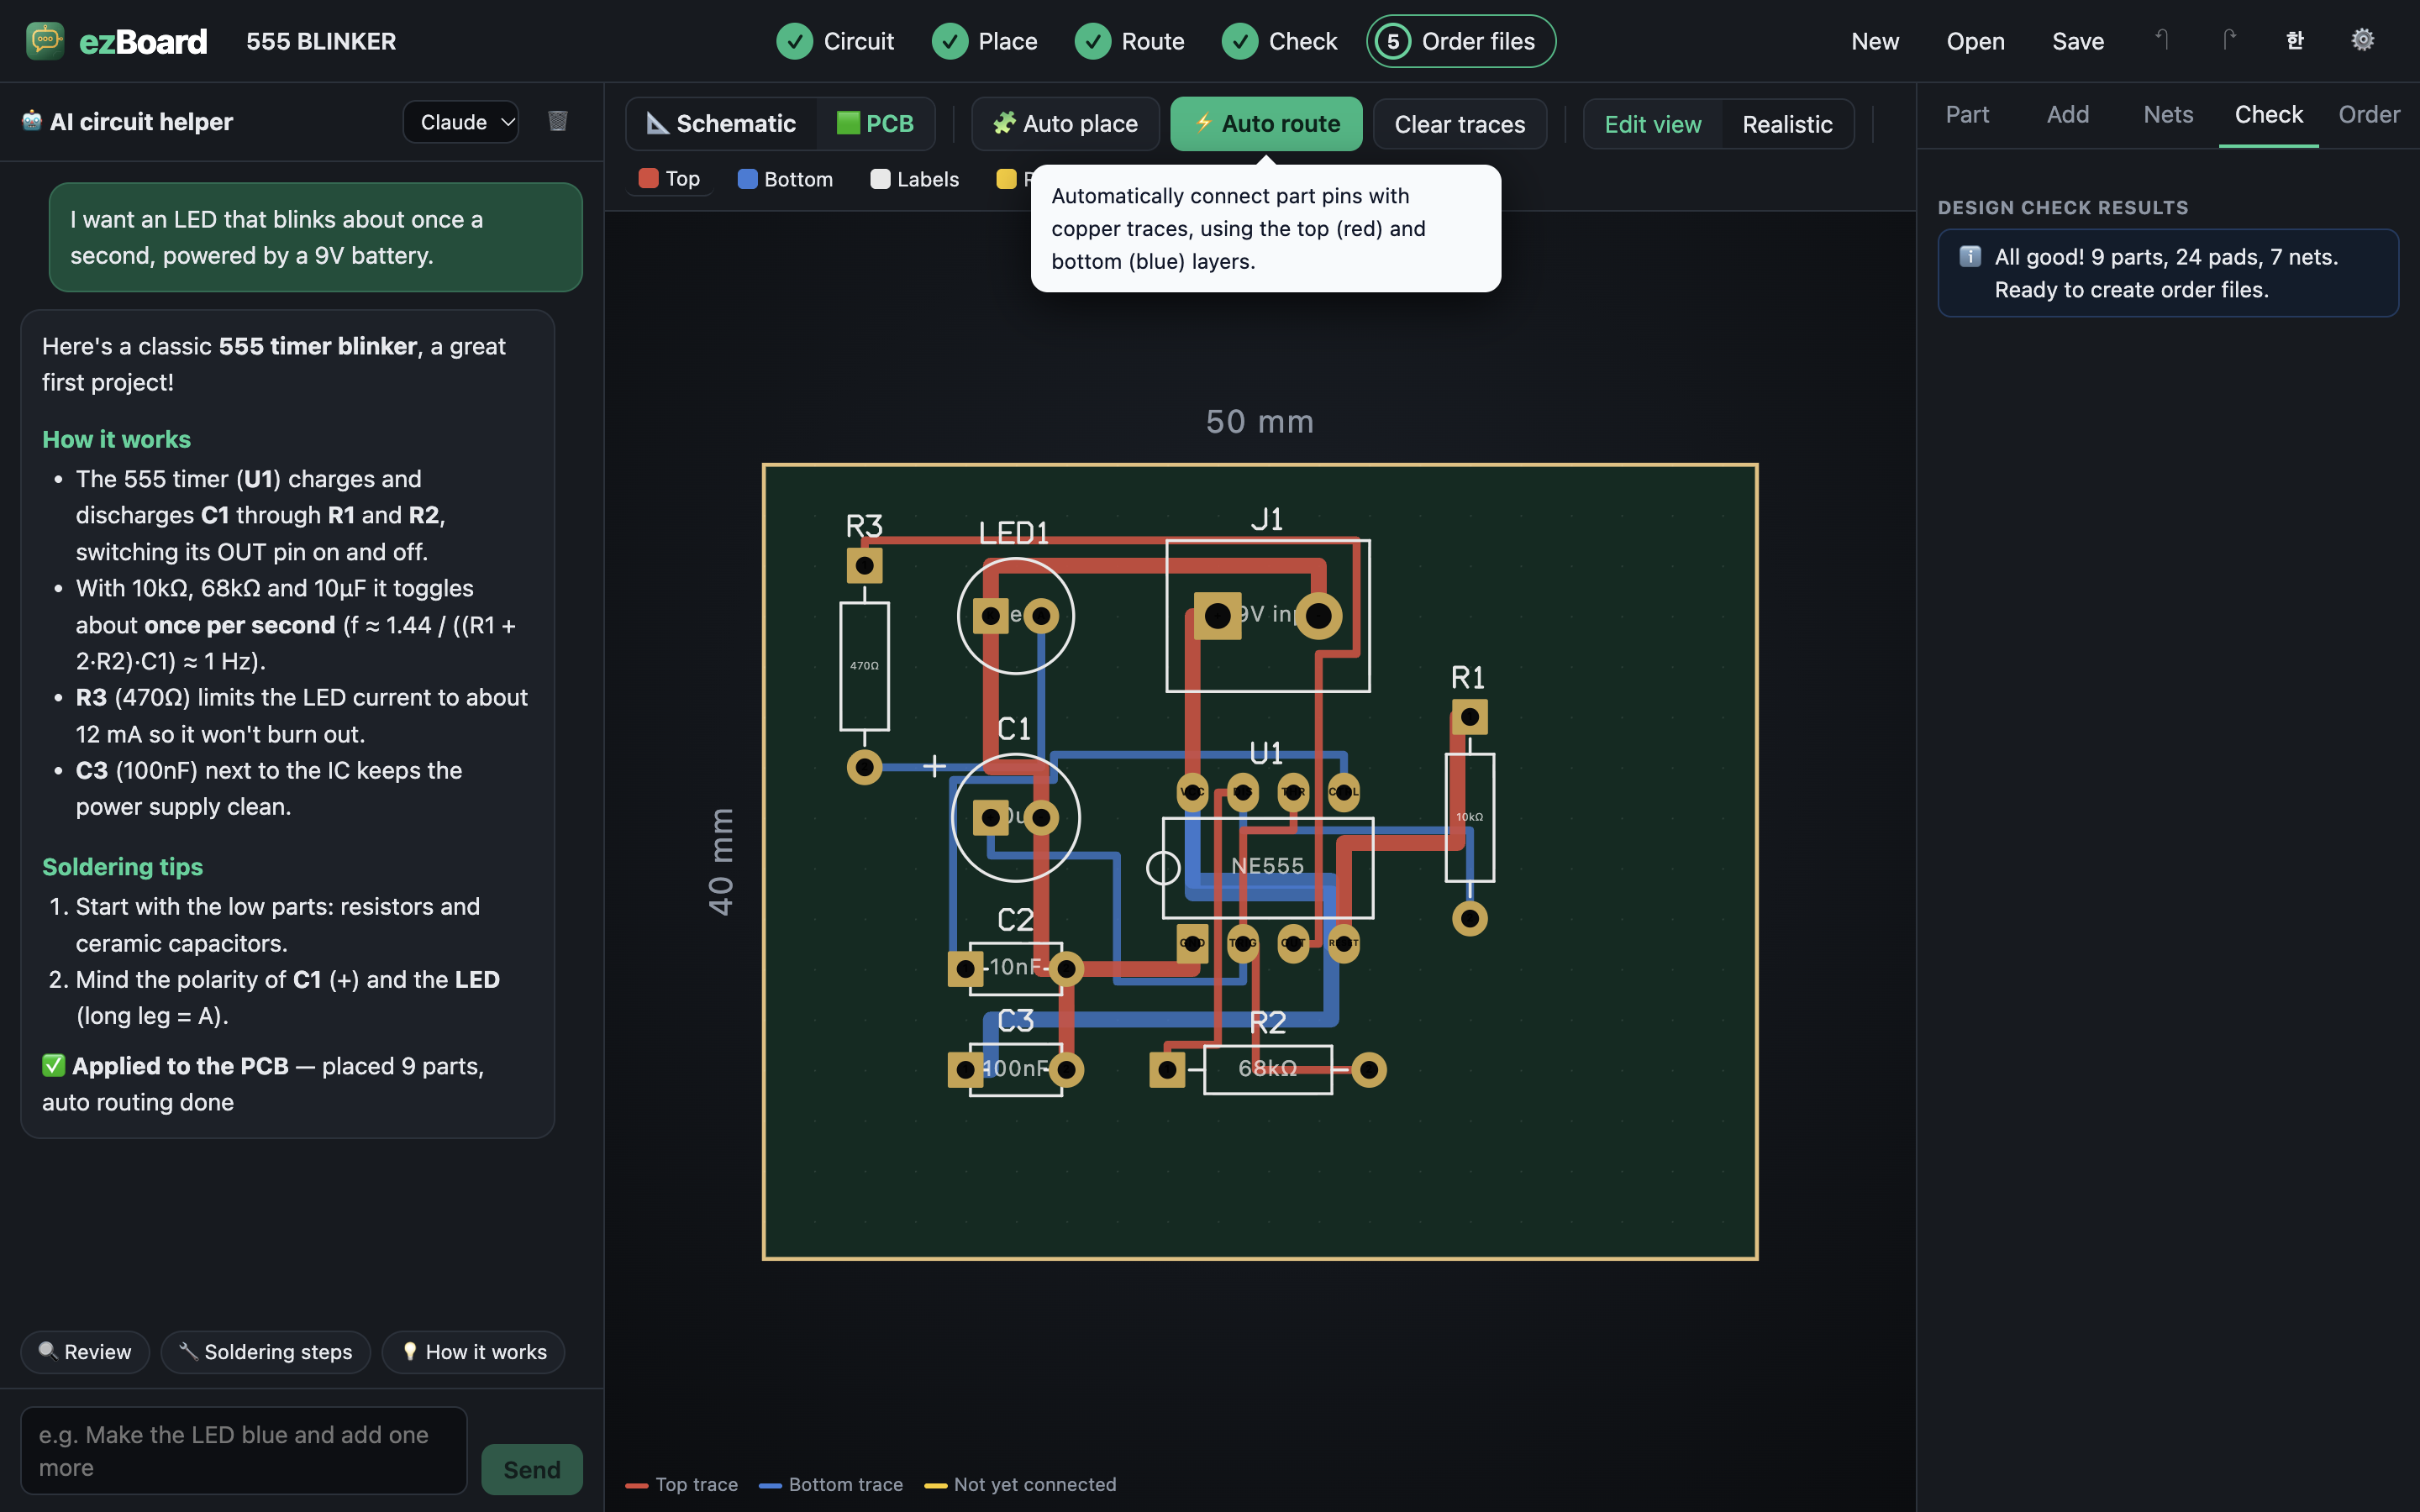 ezBoard
555 BLINKER
Circuit
Place
Route
Check
5 Order files
New
Open
Save
한
AI circuit helper
Claude
I want an LED that blinks about once a
second, powered by a 9V battery.
Here's a classic 555 timer blinker, a great
first project!
How it works
• The 555 timer (U1) charges and
discharges C1 through R1 and R2,
switching its OUT pin on and off.
• With 10kΩ, 68kΩ and 10µF it toggles
about once per second (f ≈ 1.44 / ((R1 +
2·R2)·C1) ≈ 1 Hz).
• R3 (470Ω) limits the LED current to about
12 mA so it won't burn out.
• C3 (100nF) next to the IC keeps the
power supply clean.
Soldering tips
1. Start with the low parts: resistors and
ceramic capacitors.
2. Mind the polarity of C1 (+) and the LED
(long leg = A).
✅ Applied to the PCB — placed 9 parts,
auto routing done
Review
Soldering steps
How it works
e.g. Make the LED blue and add one
more
Send
Schematic
PCB
Auto place
Auto route
Clear traces
Edit view
Realistic
Top
Bottom
Labels
Automatically connect part pins with
copper traces, using the top (red) and
bottom (blue) layers.
50 mm
40 mm
R3
470Ω
LED1
J1
9V
C1
+
U1
NE555
R1
10kΩ
C2
10nF
C3
100nF
R2
68kΩ
Top trace
Bottom trace
Not yet connected
Part
Add
Nets
Check
Order
DESIGN CHECK RESULTS
All good! 9 parts, 24 pads, 7 nets.
Ready to create order files.